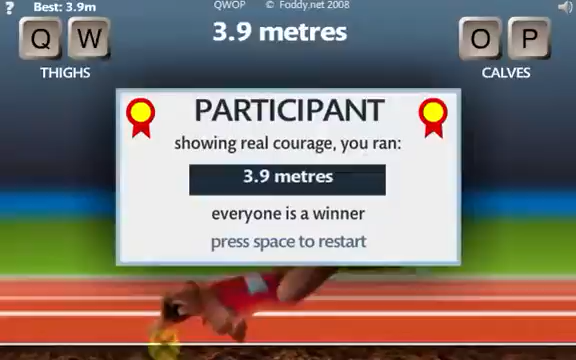 ? Best: 3.9m QWOP © Foddy.net 2008
3.9 metres
Q W O P
THIGHS CALVES
PARTICIPANT
showing real courage, you ran:
3.9 metres
everyone is a winner
press space to restart